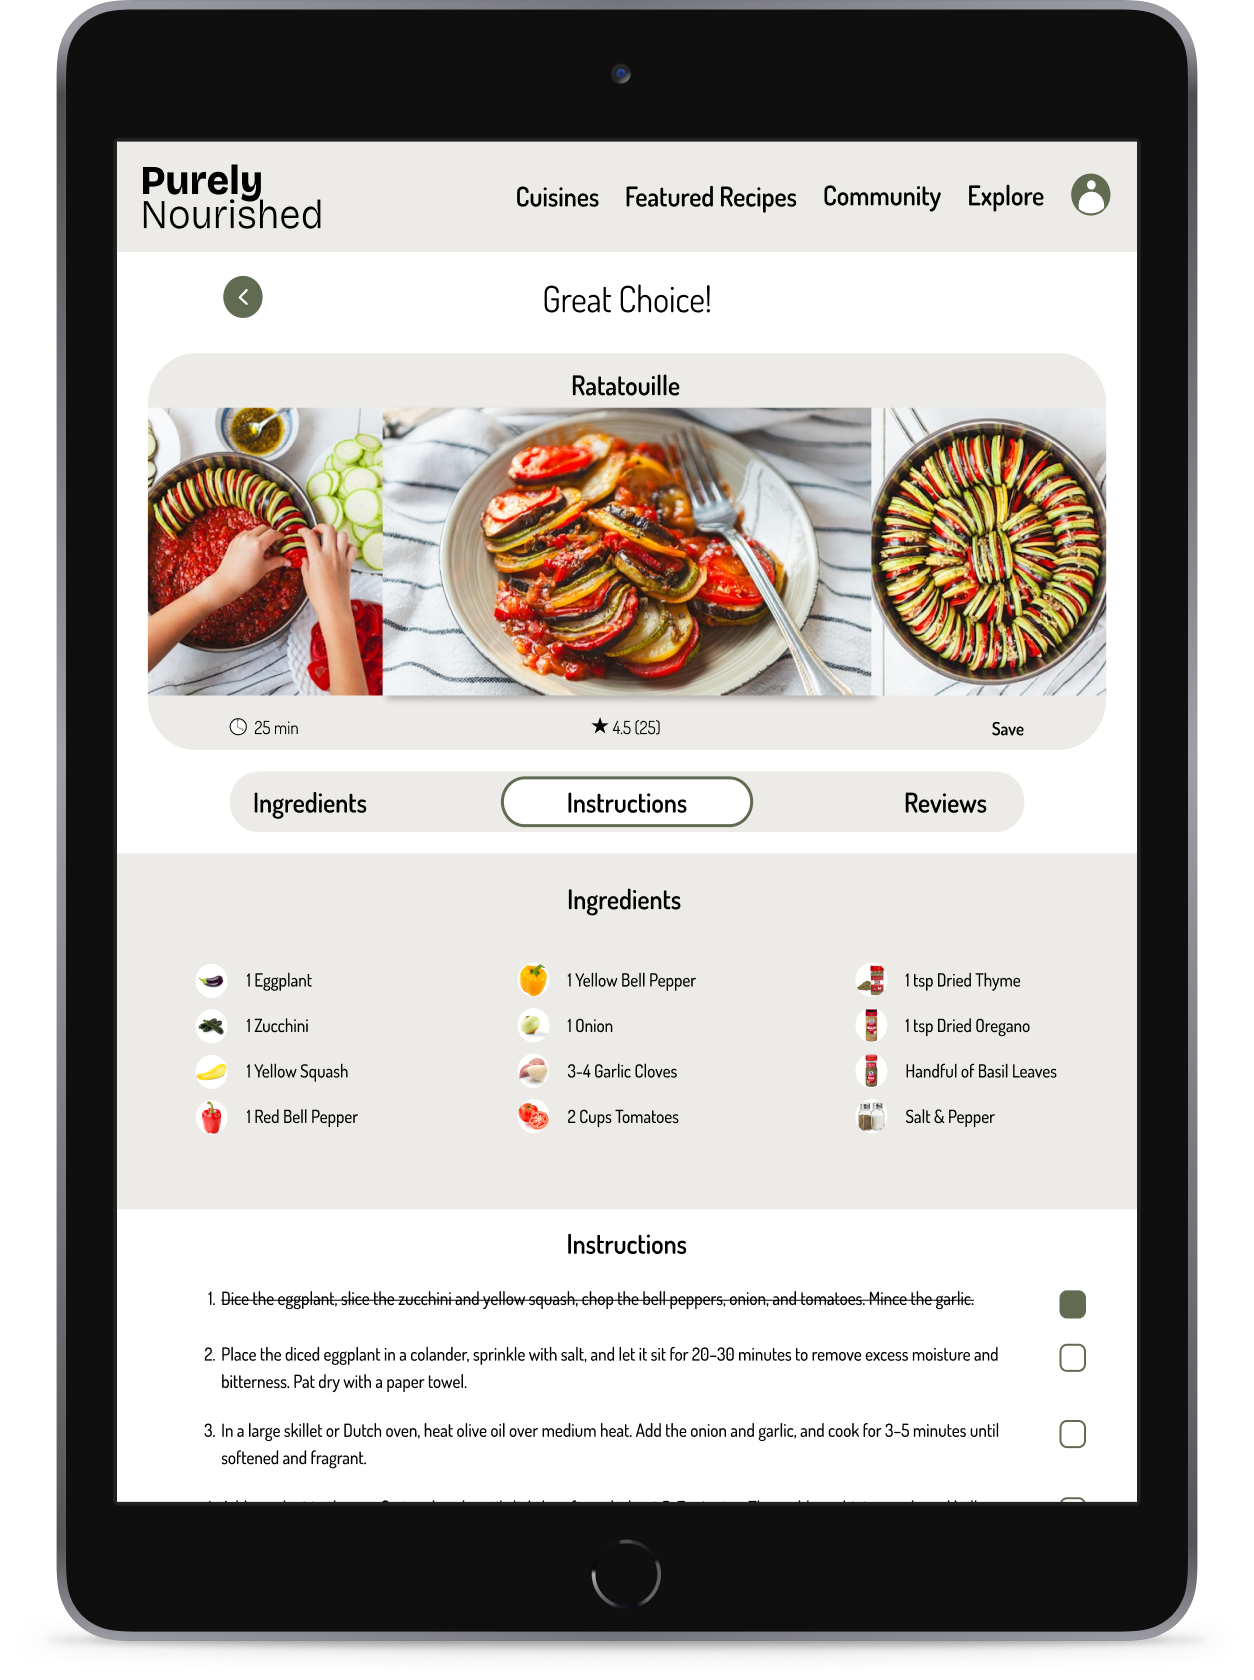 Purely
Nourished
Cuisines Featured Recipes Community Explore
Great Choice!
Ratatouille
25 min 4.5 (25) Save
Ingredients Instructions Reviews
Ingredients
1 Eggplant 1 Yellow Bell Pepper 1 tsp Dried Thyme
1 Zucchini 1 Onion 1 tsp Dried Oregano
1 Yellow Squash 3-4 Garlic Cloves Handful of Basil Leaves
1 Red Bell Pepper 2 Cups Tomatoes Salt & Pepper
Instructions
1. Dice the eggplant, slice the zucchini and yellow squash, chop the bell peppers, onion, and tomatoes. Mince the garlic.
2. Place the diced eggplant in a colander, sprinkle with salt, and let it sit for 20–30 minutes to remove excess moisture and
bitterness. Pat dry with a paper towel.
3. In a large skillet or Dutch oven, heat olive oil over medium heat. Add the onion and garlic, and cook for 3–5 minutes until
softened and fragrant.